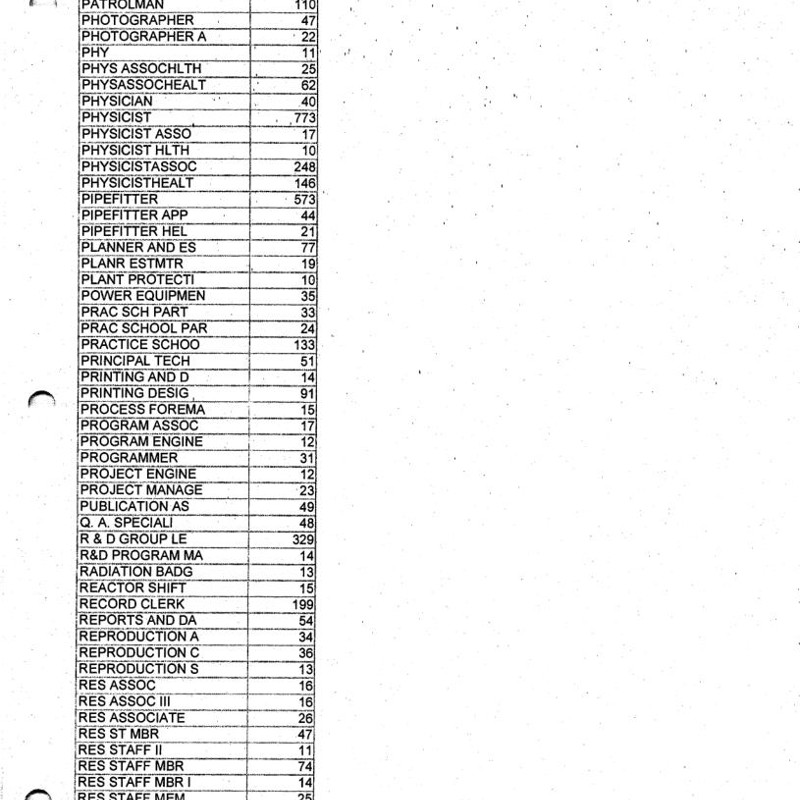 PATROLMAN 110
PHOTOGRAPHER 47
PHOTOGRAPHER A 22
PHY 11
PHYS ASSOCHLTH 25
PHYSASSOCHEALT 62
PHYSICIAN 40
PHYSICIST 773
PHYSICIST ASSO 17
PHYSICIST HLTH 10
PHYSICISTASSOC 248
PHYSICISTHEALT 146
PIPEFITTER 573
PIPEFITTER APP 44
PIPEFITTER HEL 21
PLANNER AND ES 77
PLANR ESTMTR 19
PLANT PROTECTI 10
POWER EQUIPMEN 35
PRAC SCH PART 33
PRAC SCHOOL PAR 24
PRACTICE SCHOO 133
PRINCIPAL TECH 51
PRINTING AND D 14
PRINTING DESIG 91
PROCESS FOREMA 15
PROGRAM ASSOC 17
PROGRAM ENGINE 12
PROGRAMMER 31
PROJECT ENGINE 12
PROJECT MANAGE 23
PUBLICATION AS 49
Q. A. SPECIALI 48
R & D GROUP LE 329
R&D PROGRAM MA 14
RADIATION BADG 13
REACTOR SHIFT 15
RECORD CLERK 199
REPORTS AND DA 54
REPRODUCTION A 34
REPRODUCTION C 36
REPRODUCTION S 13
RES ASSOC 16
RES ASSOC III 16
RES ASSOCIATE 26
RES ST MBR 47
RES STAFF II 11
RES STAFF MBR 74
RES STAFF MBR I 14
RES STAFF MEM 25